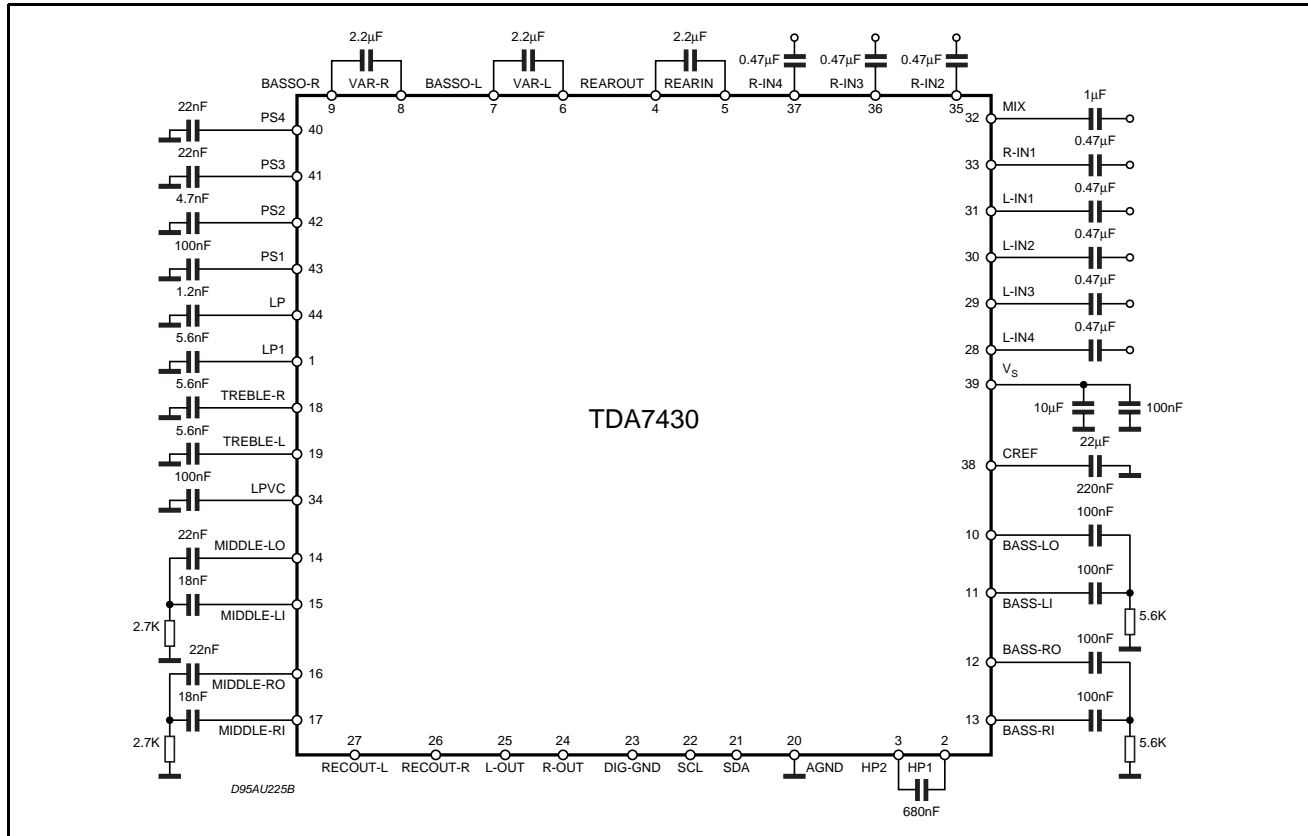 2.2µF 2.2µF 2.2µF
0.47µF 0.47µF 0.47µF
BASSO-R VAR-R BASSO-L VAR-L REAROUT REARIN R-IN4 R-IN3 R-IN2
9 8 7 6 4 5 37 36 35
22nF
PS4
40
22nF
PS3
41
4.7nF
PS2
42
100nF
PS1
43
1.2nF
LP
44
5.6nF
LP1
1
5.6nF
TREBLE-R
18
5.6nF
TREBLE-L
19
100nF
LPVC
34
22nF
MIDDLE-LO
14
18nF
MIDDLE-LI
15
2.7K
22nF
MIDDLE-RO
16
18nF
MIDDLE-RI
17
2.7K
TDA7430
32
MIX
1µF
33
R-IN1
0.47µF
31
L-IN1
0.47µF
30
L-IN2
0.47µF
29
L-IN3
0.47µF
28
L-IN4
0.47µF
39
VS
10µF
100nF
22µF
38
CREF
220nF
10
BASS-LO
100nF
11
BASS-LI
100nF
5.6K
12
BASS-RO
100nF
13
BASS-RI
100nF
5.6K
27 26 25 24 23 22 21 20 3 2
RECOUT-L RECOUT-R L-OUT R-OUT DIG-GND SCL SDA AGND HP2 HP1
680nF
D95AU225B